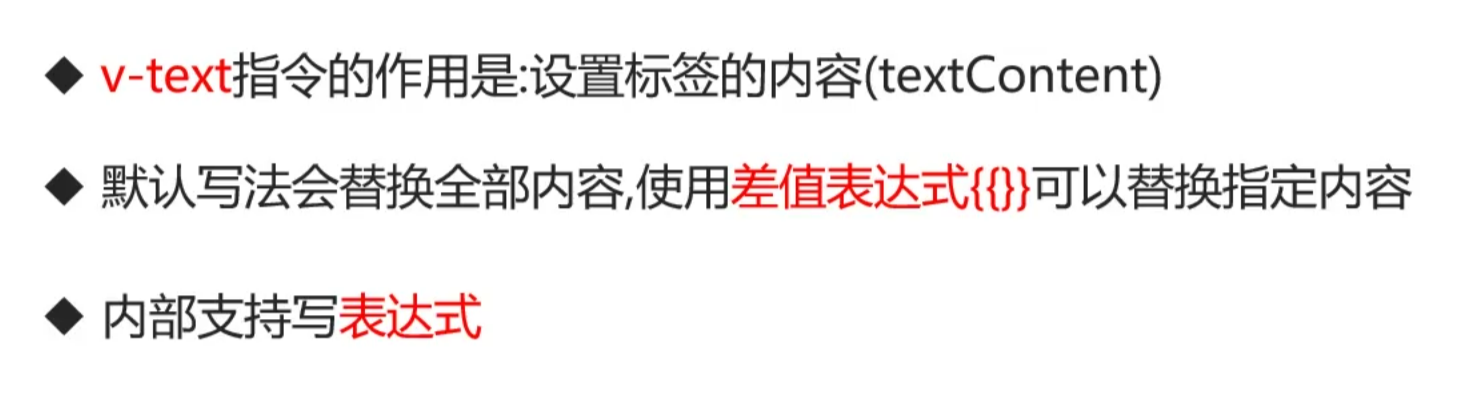 ◆ v-text指令的作用是:设置标签的内容(textContent)
◆ 默认写法会替换全部内容,使用差值表达式{{}}可以替换指定内容
◆ 内部支持写表达式